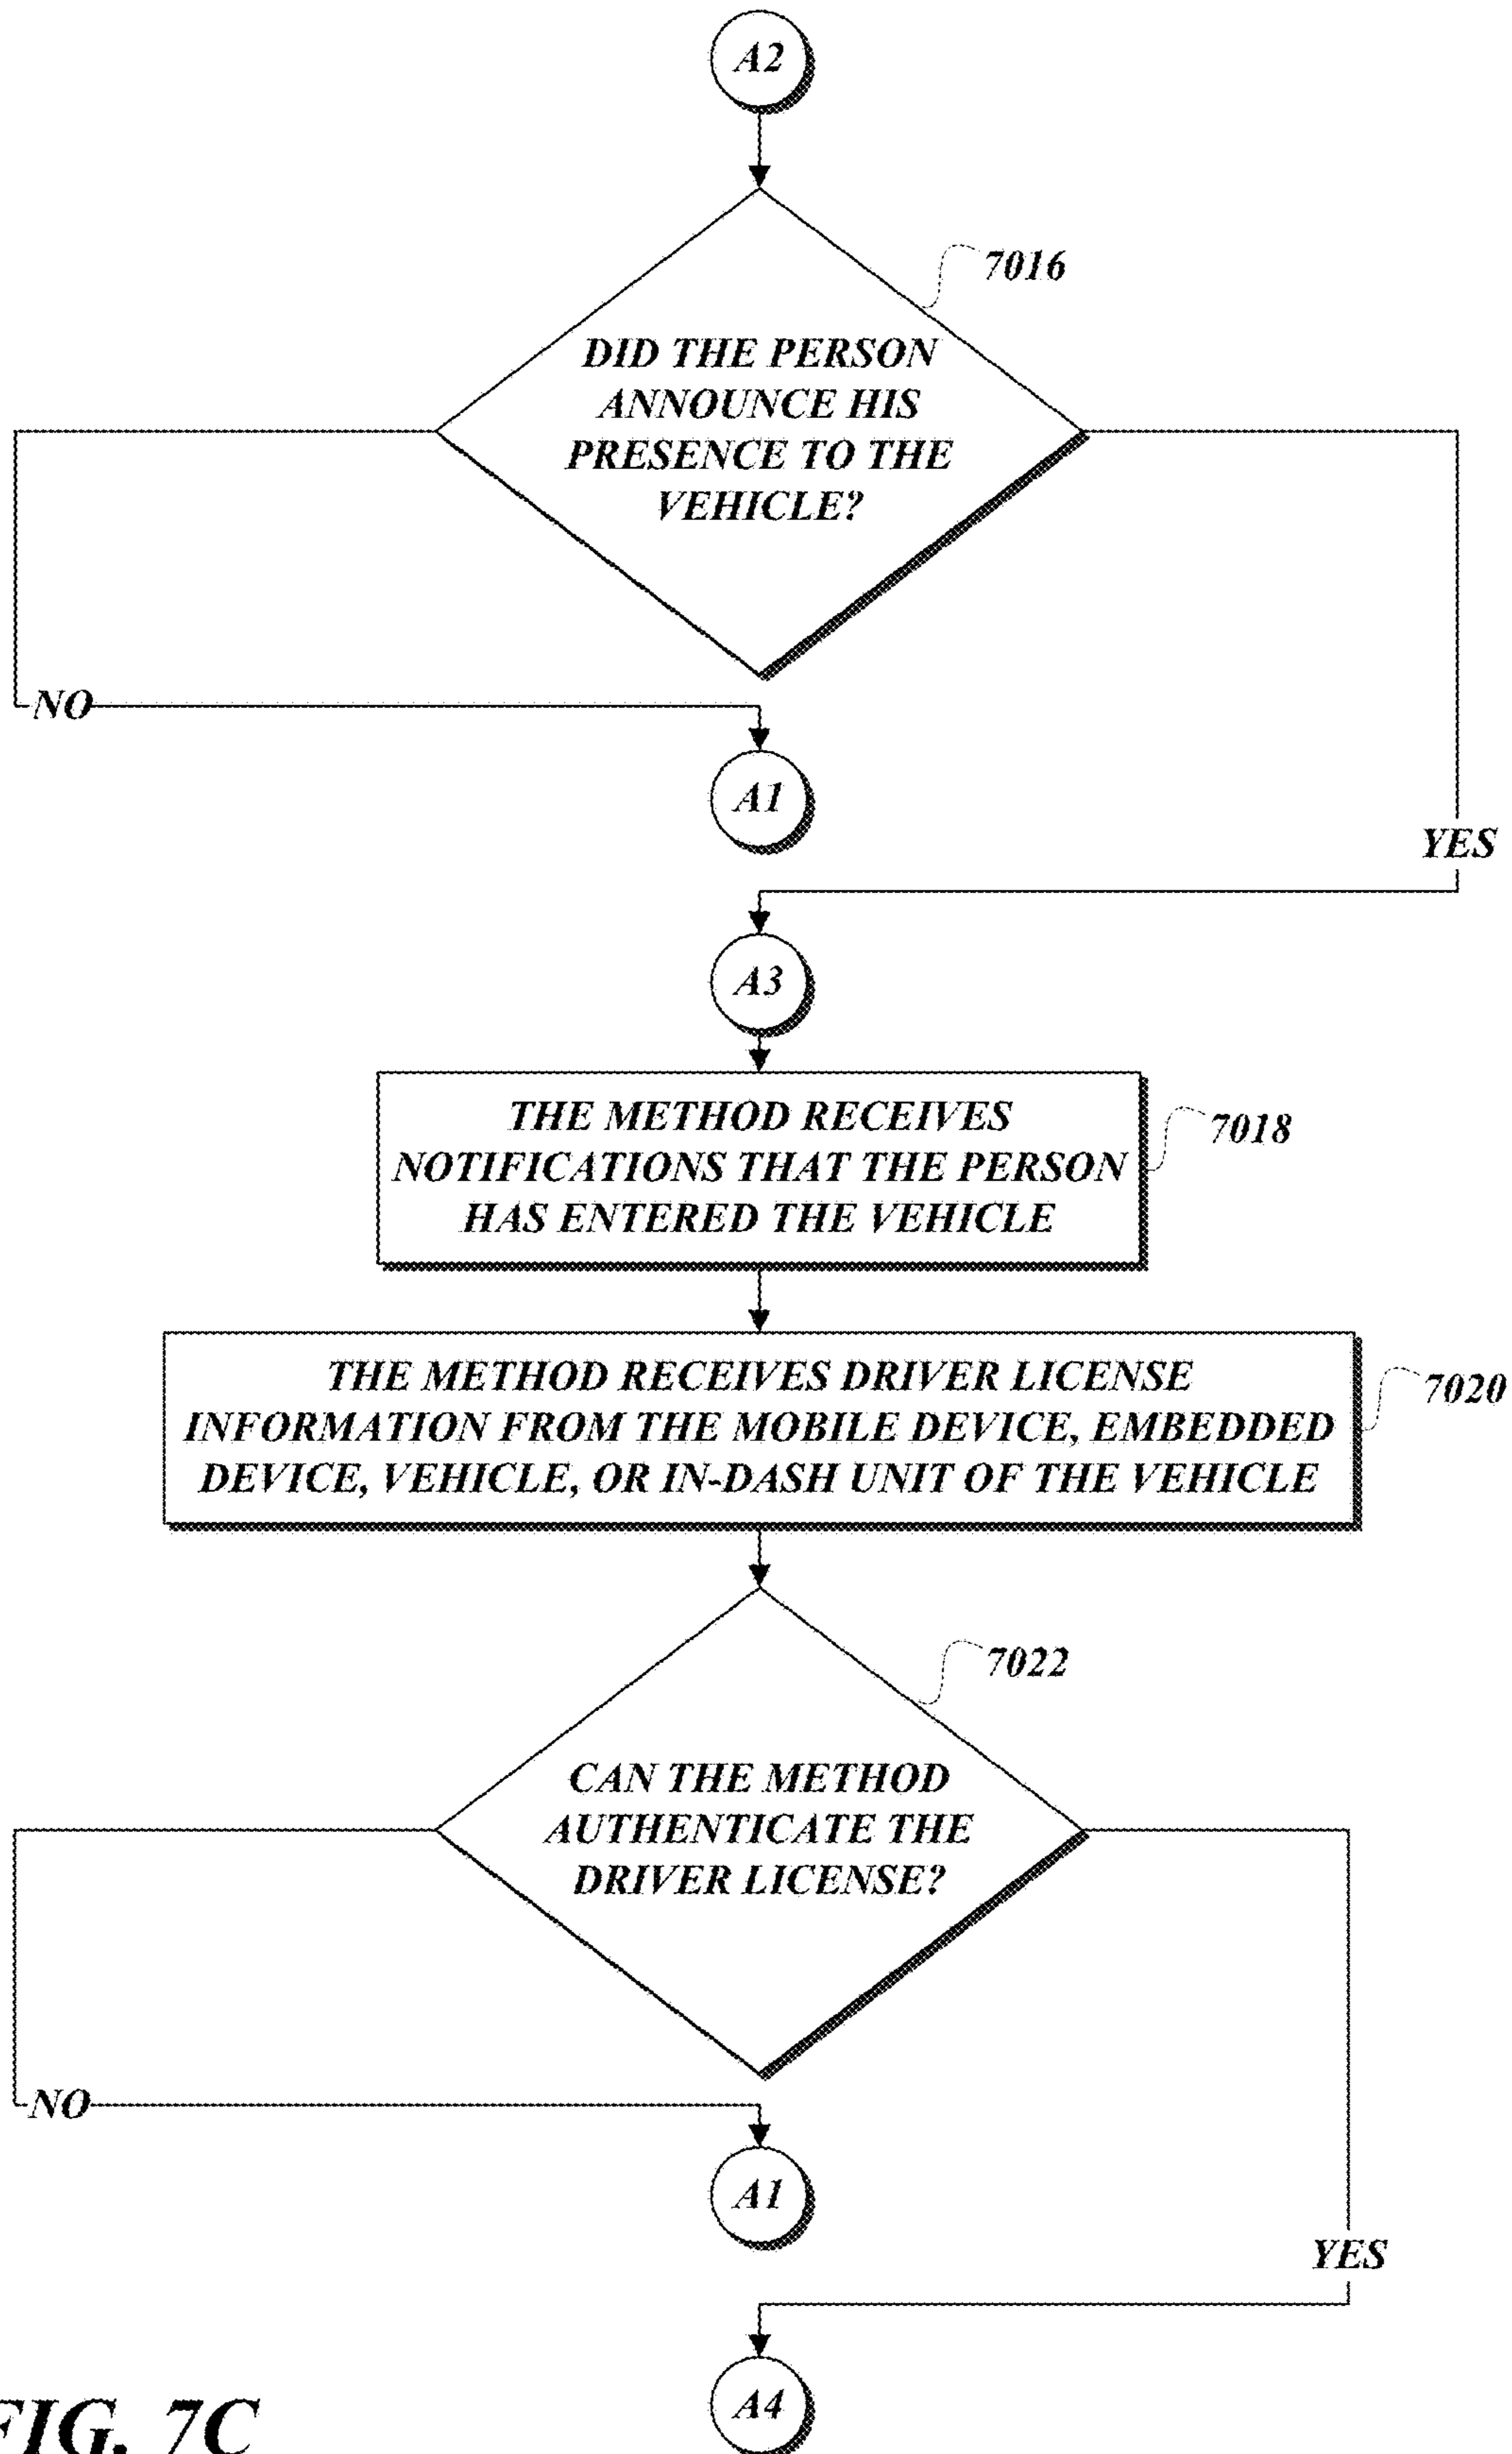 A2
7016
DID THE PERSON
ANNOUNCE HIS
PRESENCE TO THE
VEHICLE?
NO
A1
YES
A3
THE METHOD RECEIVES
NOTIFICATIONS THAT THE PERSON
HAS ENTERED THE VEHICLE
7018
THE METHOD RECEIVES DRIVER LICENSE
INFORMATION FROM THE MOBILE DEVICE, EMBEDDED
DEVICE, VEHICLE, OR IN-DASH UNIT OF THE VEHICLE
7020
7022
CAN THE METHOD
AUTHENTICATE THE
DRIVER LICENSE?
NO
A1
YES
A4
FIG. 7C